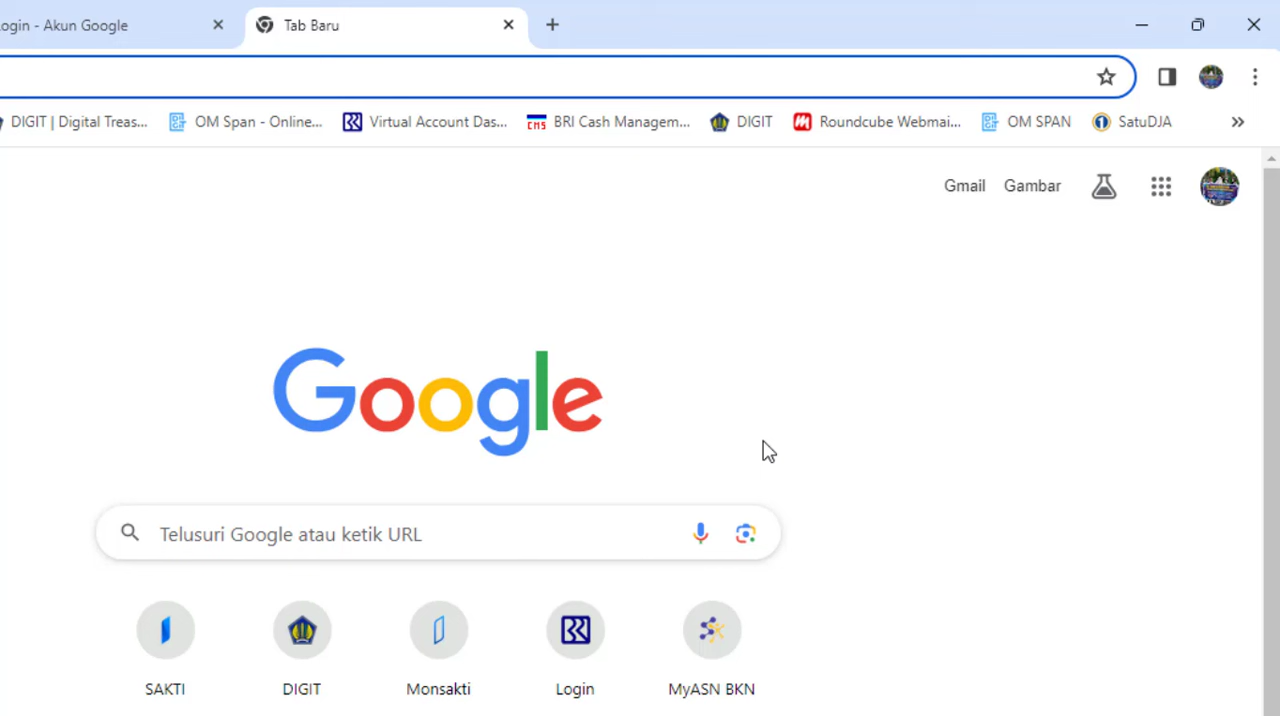 ogin - Akun Google
Tab Baru
DIGIT | Digital Treas...
OM Span - Online...
Virtual Account Das...
CMS
BRI Cash Managem...
DIGIT
Roundcube Webmai...
OM SPAN
SatuDJA
Gmail
Gambar
Google
Telusuri Google atau ketik URL
SAKTI
DIGIT
Monsakti
Login
MyASN BKN